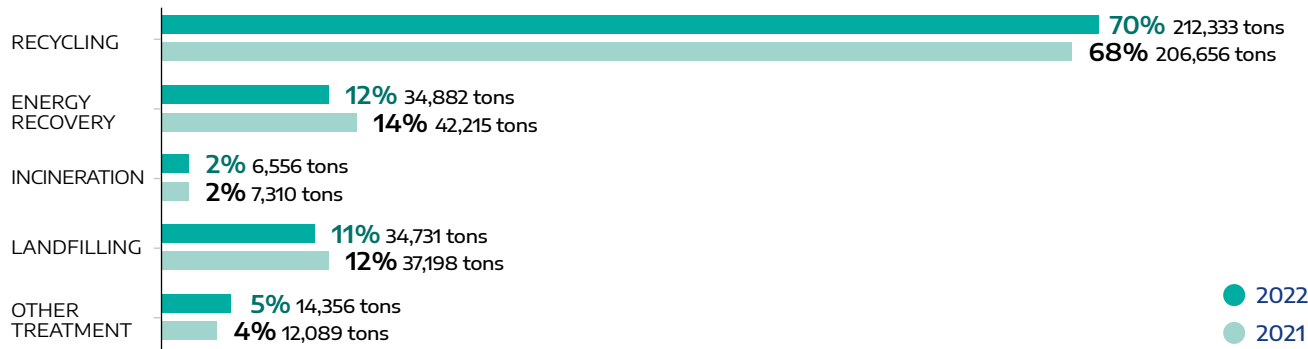 RECYCLING
70% 212,333 tons
68% 206,656 tons
ENERGY
RECOVERY
12% 34,882 tons
14% 42,215 tons
INCINERATION
2% 6,556 tons
2% 7,310 tons
LANDFILLING
11% 34,731 tons
12% 37,198 tons
OTHER
TREATMENT
5% 14,356 tons
4% 12,089 tons
2022
2021